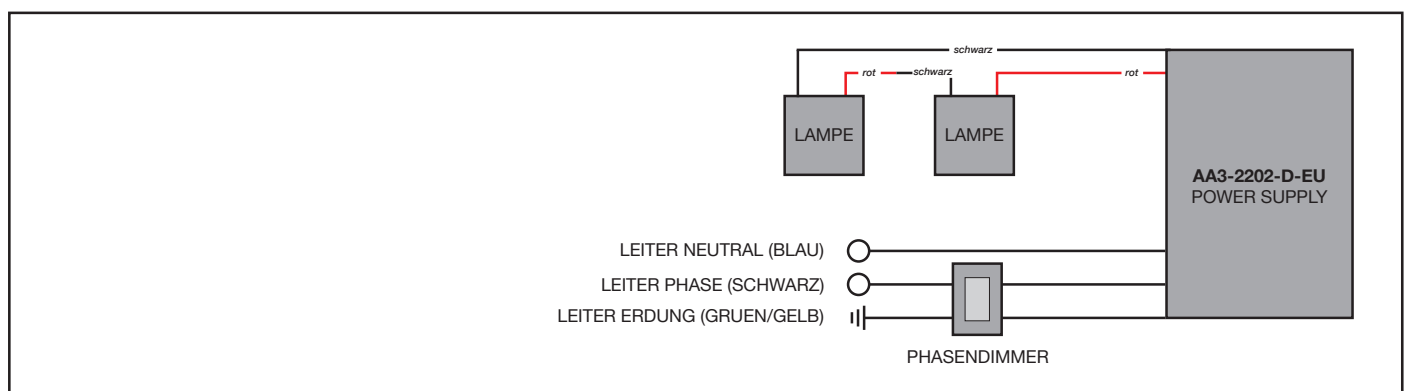 schwarz
rot
schwarz
rot
LAMPE
LAMPE
AA3-2202-D-EU
POWER SUPPLY
LEITER NEUTRAL (BLAU)
LEITER PHASE (SCHWARZ)
LEITER ERDUNG (GRUEN/GELB)
PHASENDIMMER